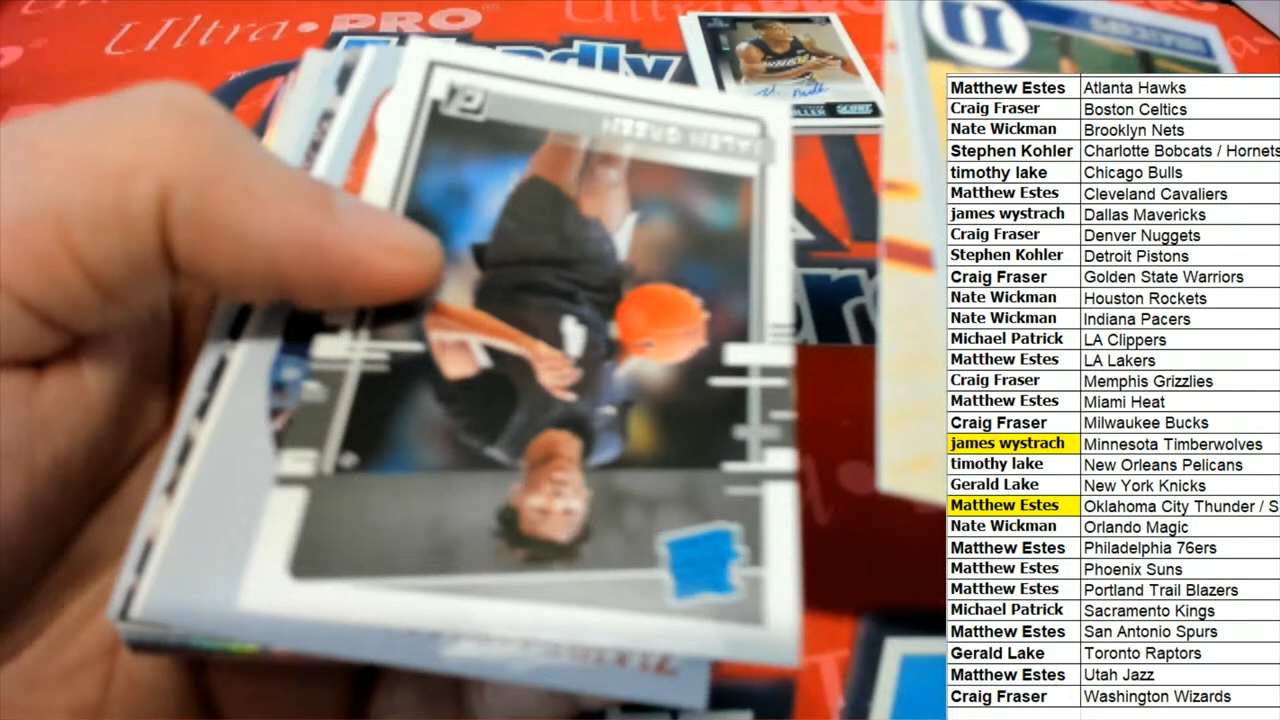 Ultra·PRO
JALEN GREEN
SCORE
Matthew Estes Atlanta Hawks
Craig Fraser Boston Celtics
Nate Wickman Brooklyn Nets
Stephen Kohler Charlotte Bobcats / Hornets
timothy lake Chicago Bulls
Matthew Estes Cleveland Cavaliers
james wystrach Dallas Mavericks
Craig Fraser Denver Nuggets
Stephen Kohler Detroit Pistons
Craig Fraser Golden State Warriors
Nate Wickman Houston Rockets
Nate Wickman Indiana Pacers
Michael Patrick LA Clippers
Matthew Estes LA Lakers
Craig Fraser Memphis Grizzlies
Matthew Estes Miami Heat
Craig Fraser Milwaukee Bucks
james wystrach Minnesota Timberwolves
timothy lake New Orleans Pelicans
Gerald Lake New York Knicks
Matthew Estes Oklahoma City Thunder / S
Nate Wickman Orlando Magic
Matthew Estes Philadelphia 76ers
Matthew Estes Phoenix Suns
Matthew Estes Portland Trail Blazers
Michael Patrick Sacramento Kings
Matthew Estes San Antonio Spurs
Gerald Lake Toronto Raptors
Matthew Estes Utah Jazz
Craig Fraser Washington Wizards